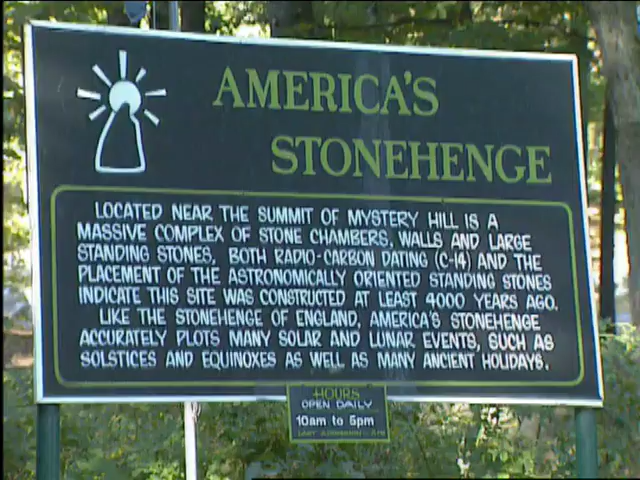 AMERICA'S
STONEHENGE
LOCATED NEAR THE SUMMIT OF MYSTERY HILL IS A
MASSIVE COMPLEX OF STONE CHAMBERS, WALLS AND LARGE
STANDING STONES. BOTH RADIO-CARBON DATING (C-14) AND THE
PLACEMENT OF THE ASTRONOMICALLY ORIENTED STANDING STONES
INDICATE THIS SITE WAS CONSTRUCTED AT LEAST 4000 YEARS AGO.
LIKE THE STONEHENGE OF ENGLAND, AMERICA'S STONEHENGE
ACCURATELY PLOTS MANY SOLAR AND LUNAR EVENTS, SUCH AS
SOLSTICES AND EQUINOXES AS WELL AS MANY ANCIENT HOLIDAYS.
HOURS
OPEN DAILY
10am to 5pm